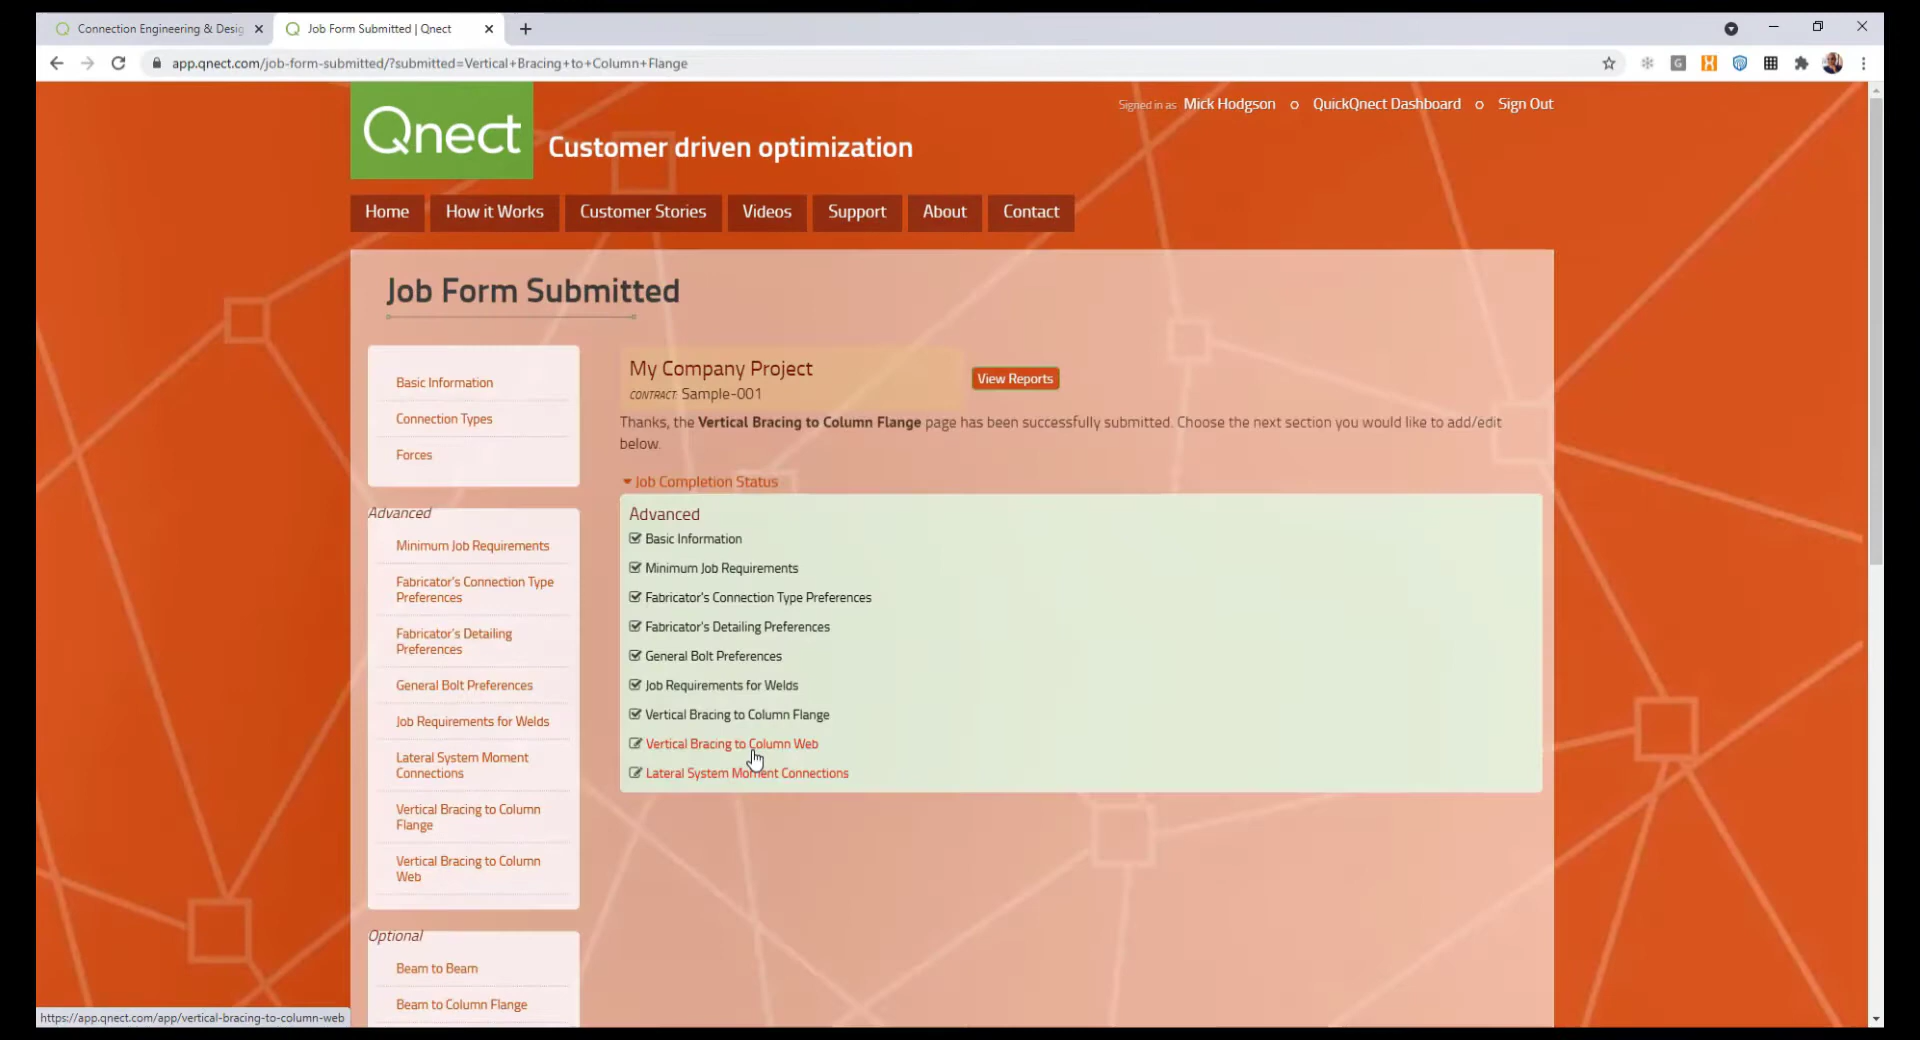 Connection Engineering & Desig
Job Form Submitted | Qnect
app.qnect.com/job-form-submitted/?submitted=Vertical+Bracing+to+Column+Flange
Signed in as Mick Hodgson
QuickQnect Dashboard
Sign Out
Qnect
Customer driven optimization
Home
How it Works
Customer Stories
Videos
Support
About
Contact
Job Form Submitted
Basic Information
Connection Types
Forces
Advanced
Minimum Job Requirements
Fabricator's Connection Type
Preferences
Fabricator's Detailing
Preferences
General Bolt Preferences
Job Requirements for Welds
Lateral System Moment
Connections
Vertical Bracing to Column
Flange
Vertical Bracing to Column
Web
Optional
Beam to Beam
Beam to Column Flange
My Company Project
CONTRACT: Sample-001
View Reports
Thanks, the Vertical Bracing to Column Flange page has been successfully submitted. Choose the next section you would like to add/edit
below.
Job Completion Status
Advanced
Basic Information
Minimum Job Requirements
Fabricator's Connection Type Preferences
Fabricator's Detailing Preferences
General Bolt Preferences
Job Requirements for Welds
Vertical Bracing to Column Flange
Vertical Bracing to Column Web
Lateral System Moment Connections
https://app.qnect.com/app/vertical-bracing-to-column-web